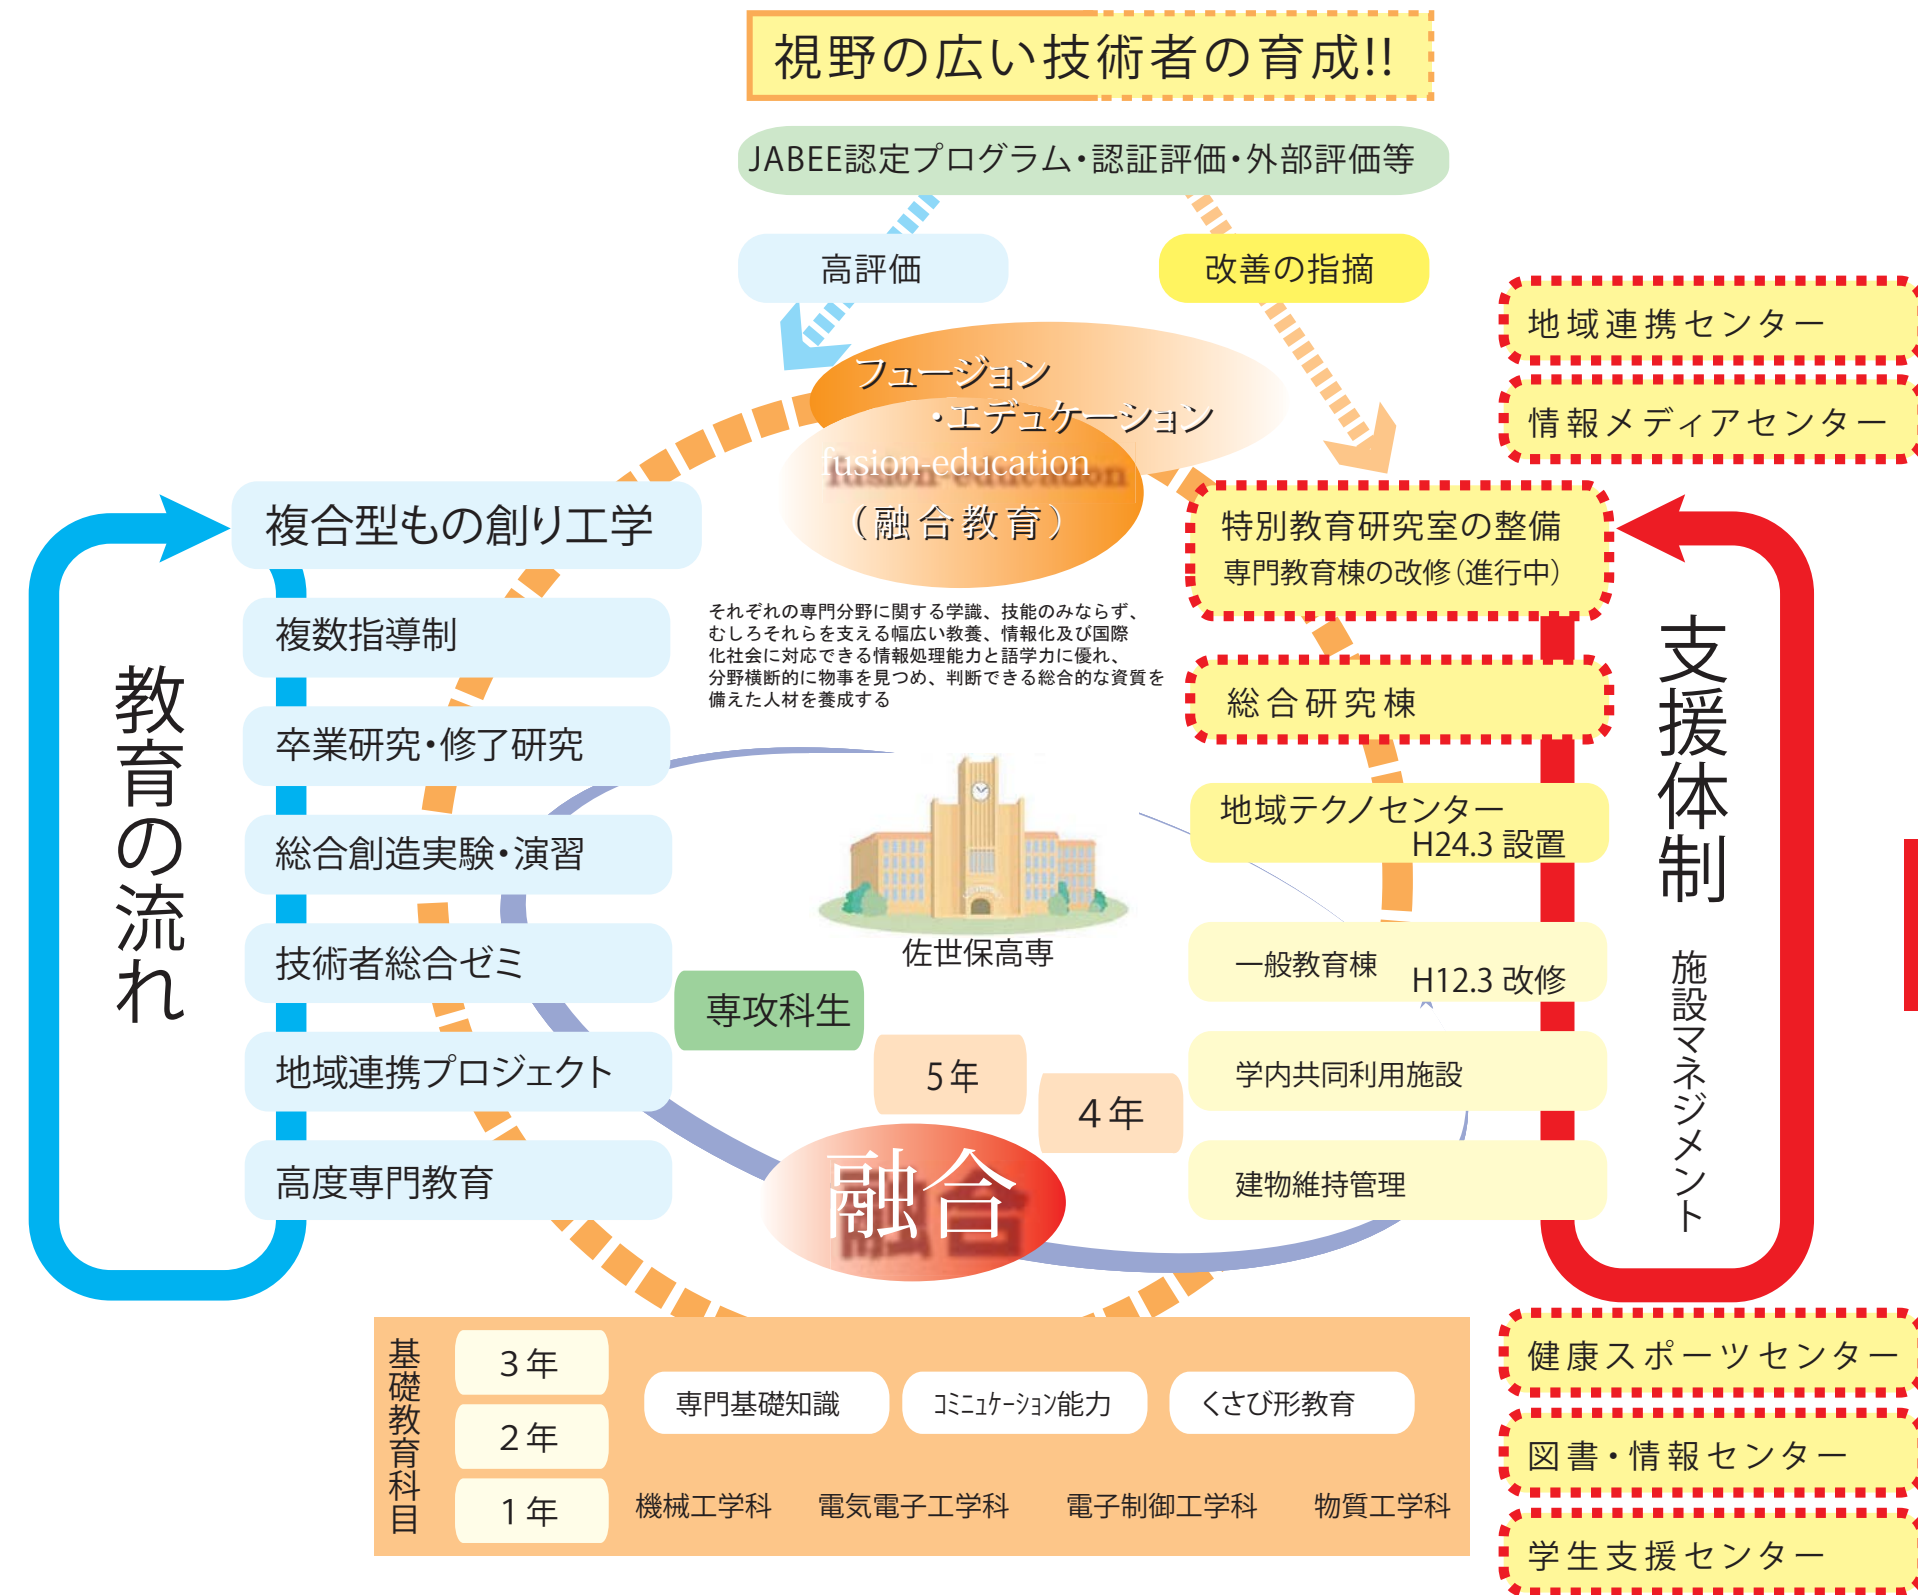 視野の広い技術者の育成!!
JABEE認定プログラム・認証評価・外部評価等
高評価
改善の指摘
地域連携センター
情報メディアセンター
フュージョン
・エデュケーション
fusion-education
（融合教育）
それぞれの専門分野に関する学識、技能のみならず、
むしろそれらを支える幅広い教養、情報化及び国際
化社会に対応できる情報処理能力と語学力に優れ、
分野横断的に物事を見つめ、判断できる総合的な資質を
備えた人材を養成する
教育の流れ
複合型もの創り工学
複数指導制
卒業研究・修了研究
総合創造実験・演習
技術者総合ゼミ
地域連携プロジェクト
高度専門教育
佐世保高専
専攻科生
5年
4年
融合
特別教育研究室の整備
専門教育棟の改修（進行中）
総合研究棟
地域テクノセンター
H24.3 設置
一般教育棟
H12.3 改修
学内共同利用施設
建物維持管理
支援体制
施設マネジメント
基礎教育科目
3年
2年
1年
専門基礎知識
ｺﾐﾆｭｹｰｼｮﾝ能力
くさび形教育
機械工学科
電気電子工学科
電子制御工学科
物質工学科
健康スポーツセンター
図書・情報センター
学生支援センター